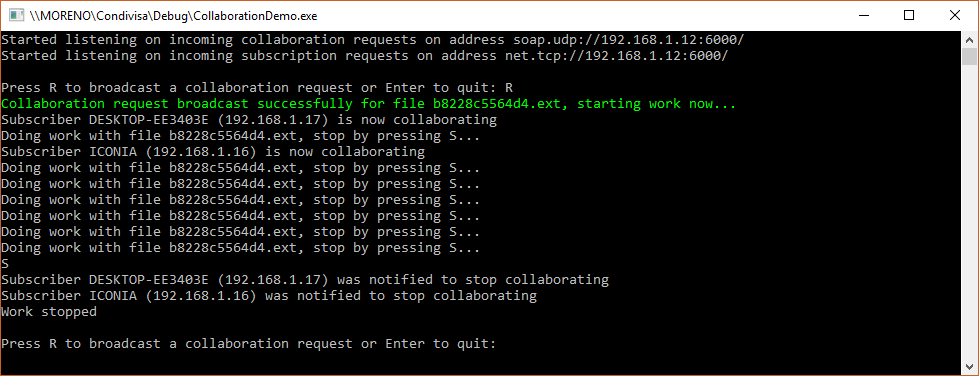 \\MORENO\Condivisa\Debug\CollaborationDemo.exe
Started listening on incoming collaboration requests on address soap.udp://192.168.1.12:6000/
Started listening on incoming subscription requests on address net.tcp://192.168.1.12:6000/
Press R to broadcast a collaboration request or Enter to quit: R
Collaboration request broadcast successfully for file b8228c5564d4.ext, starting work now...
Subscriber DESKTOP-EE3403E (192.168.1.17) is now collaborating
Doing work with file b8228c5564d4.ext, stop by pressing S...
Subscriber ICONIA (192.168.1.16) is now collaborating
Doing work with file b8228c5564d4.ext, stop by pressing S...
Doing work with file b8228c5564d4.ext, stop by pressing S...
Doing work with file b8228c5564d4.ext, stop by pressing S...
Doing work with file b8228c5564d4.ext, stop by pressing S...
Doing work with file b8228c5564d4.ext, stop by pressing S...
Doing work with file b8228c5564d4.ext, stop by pressing S...
S
Subscriber DESKTOP-EE3403E (192.168.1.17) was notified to stop collaborating
Subscriber ICONIA (192.168.1.16) was notified to stop collaborating
Work stopped
Press R to broadcast a collaboration request or Enter to quit: